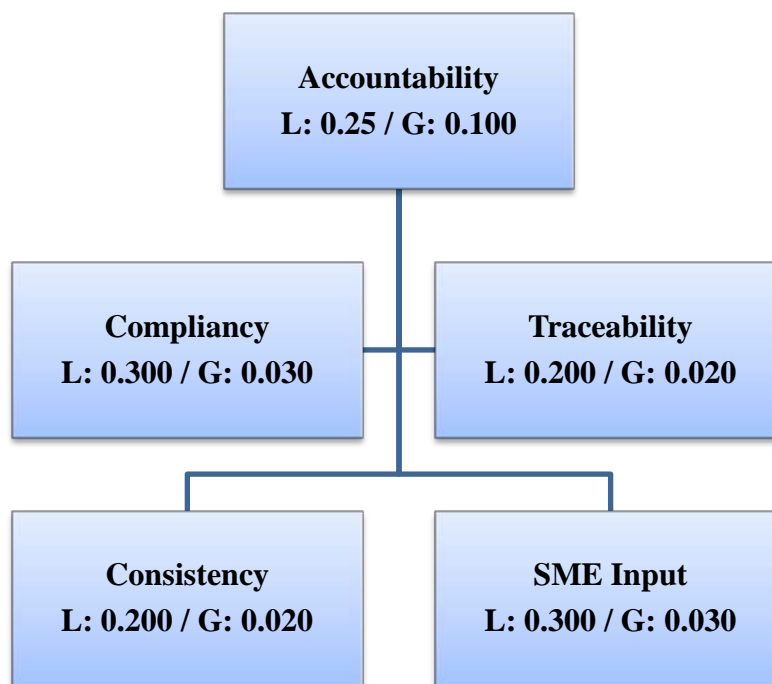 Accountability
L: 0.25 / G: 0.100
Compliancy
L: 0.300 / G: 0.030
Traceability
L: 0.200 / G: 0.020
Consistency
L: 0.200 / G: 0.020
SME Input
L: 0.300 / G: 0.030